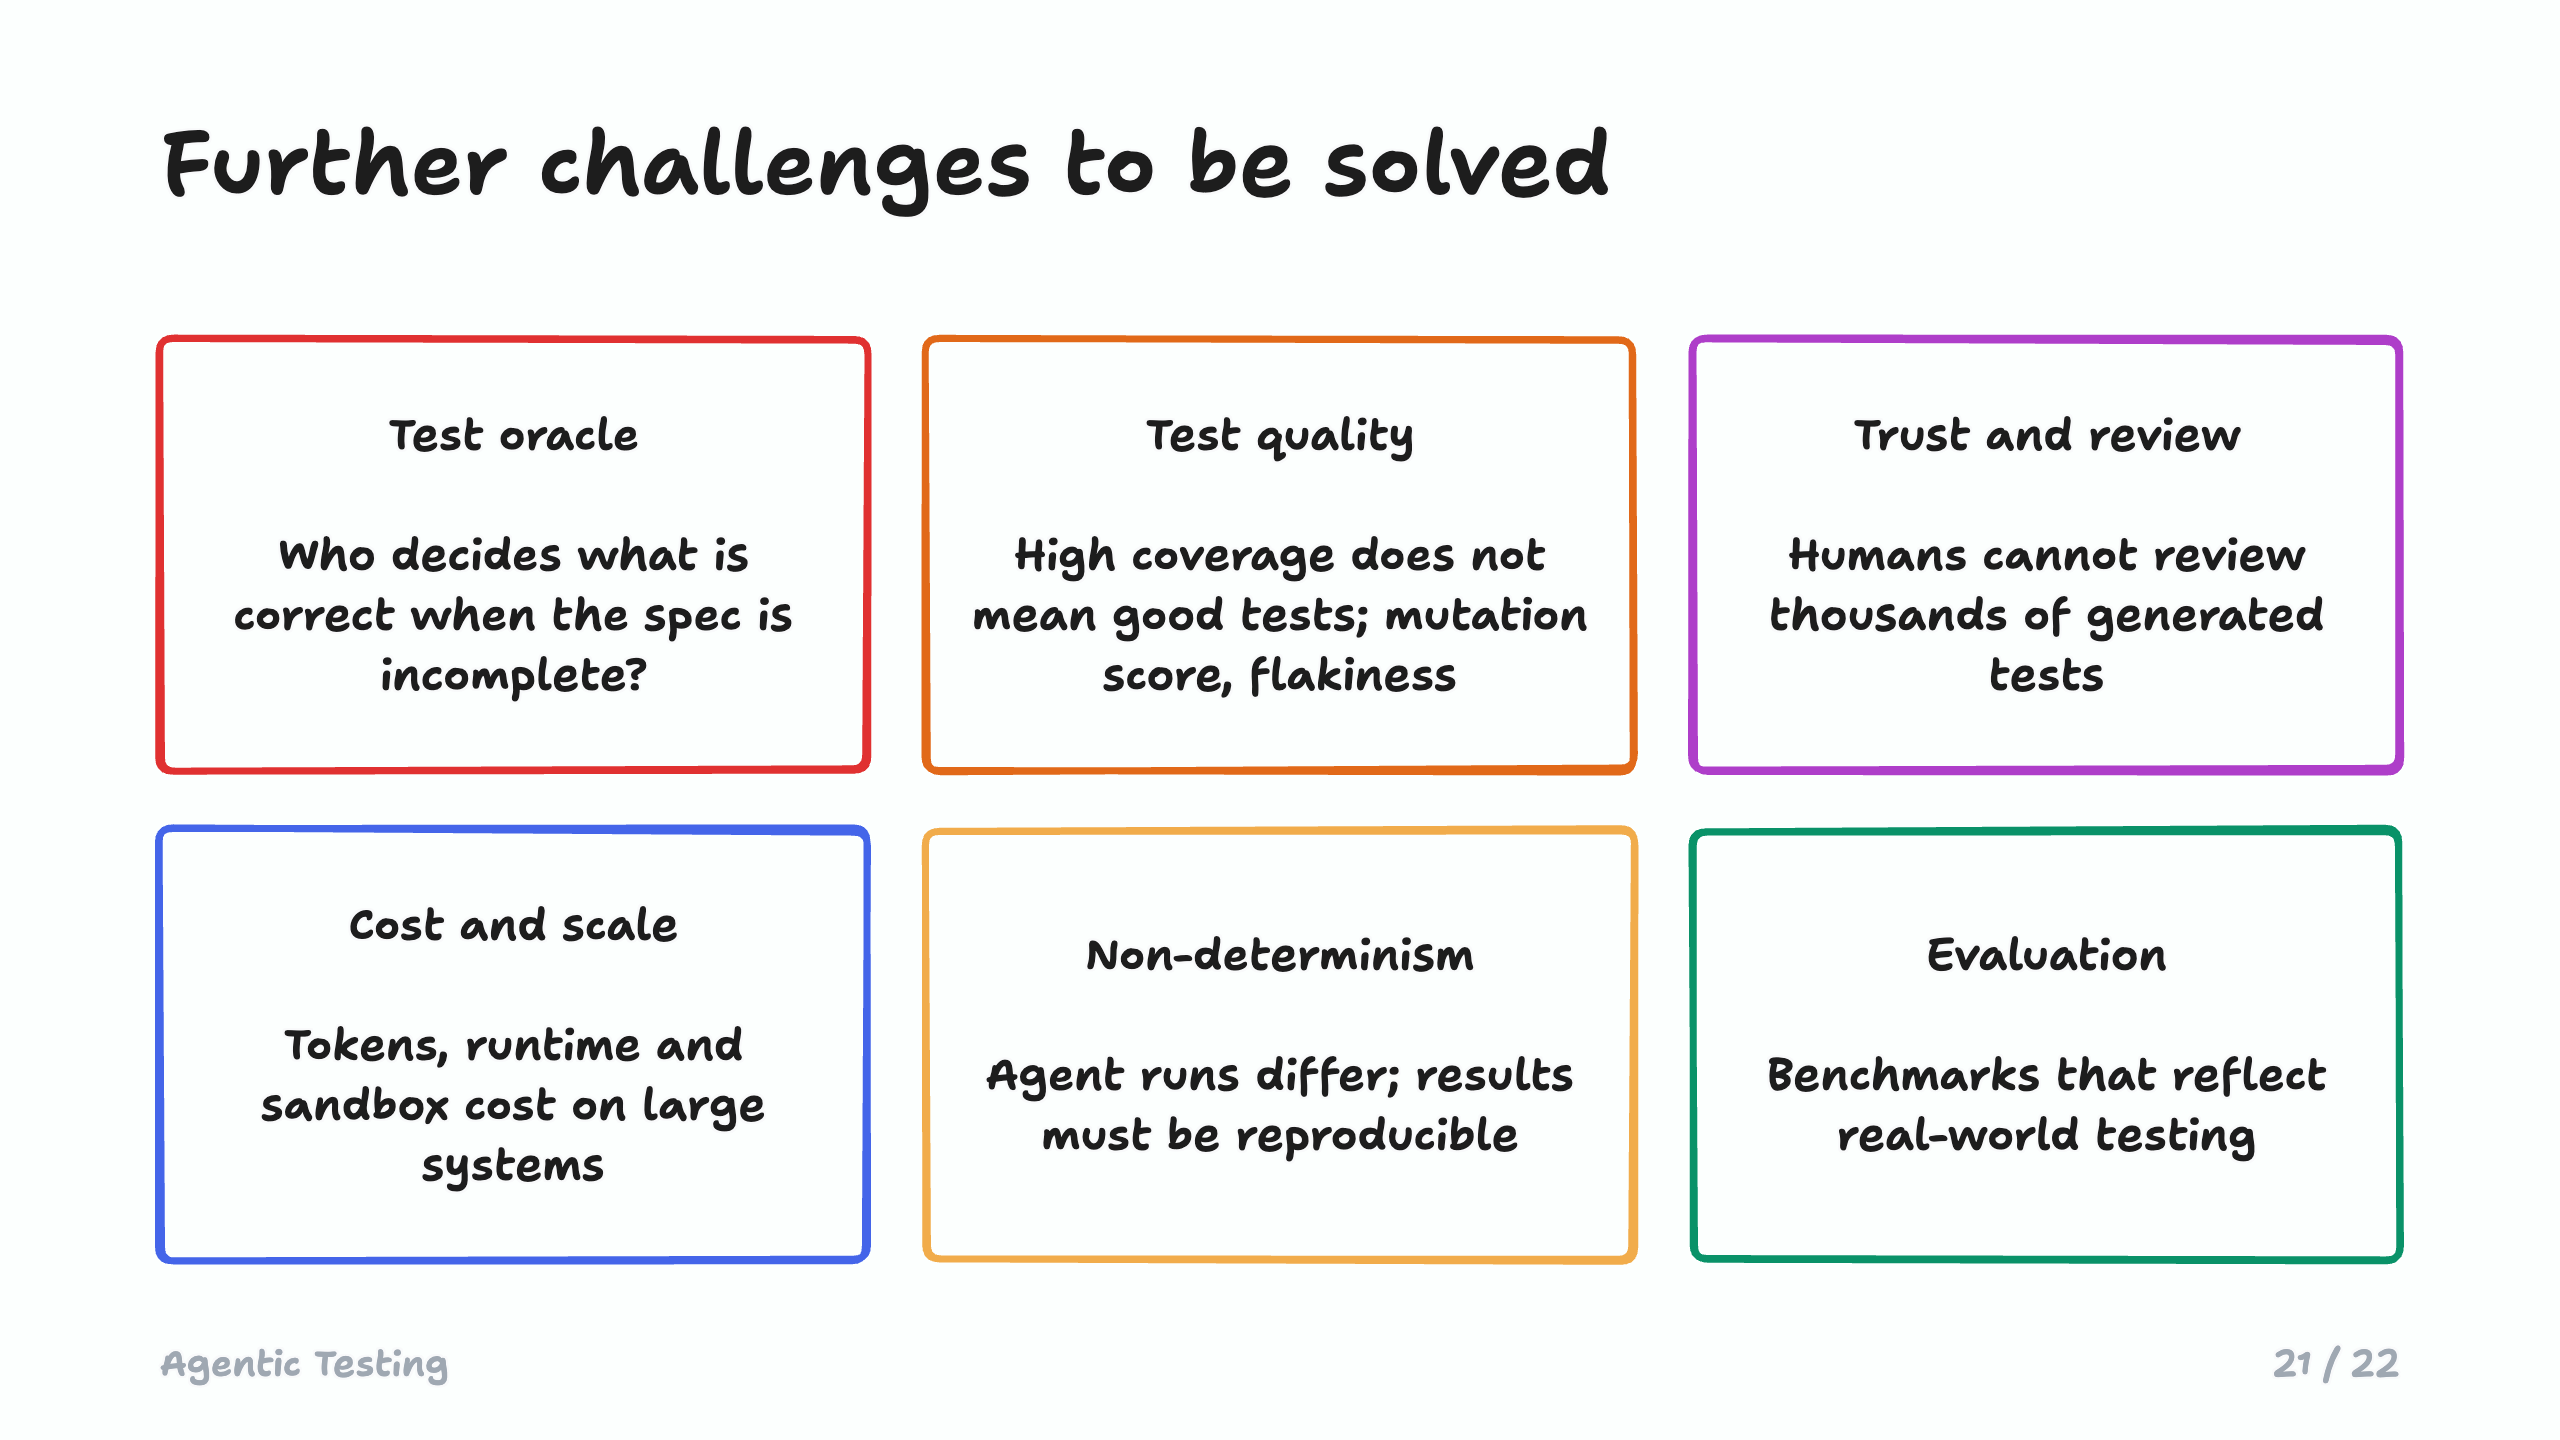 Further challenges to be solved
Test oracle
Who decides what is
correct when the spec is
incomplete?
Test quality
High coverage does not
mean good tests; mutation
score, flakiness
Trust and review
Humans cannot review
thousands of generated
tests
Cost and scale
Tokens, runtime and
sandbox cost on large
systems
Non-determinism
Agent runs differ; results
must be reproducible
Evaluation
Benchmarks that reflect
real-world testing
Agentic Testing
21 / 22